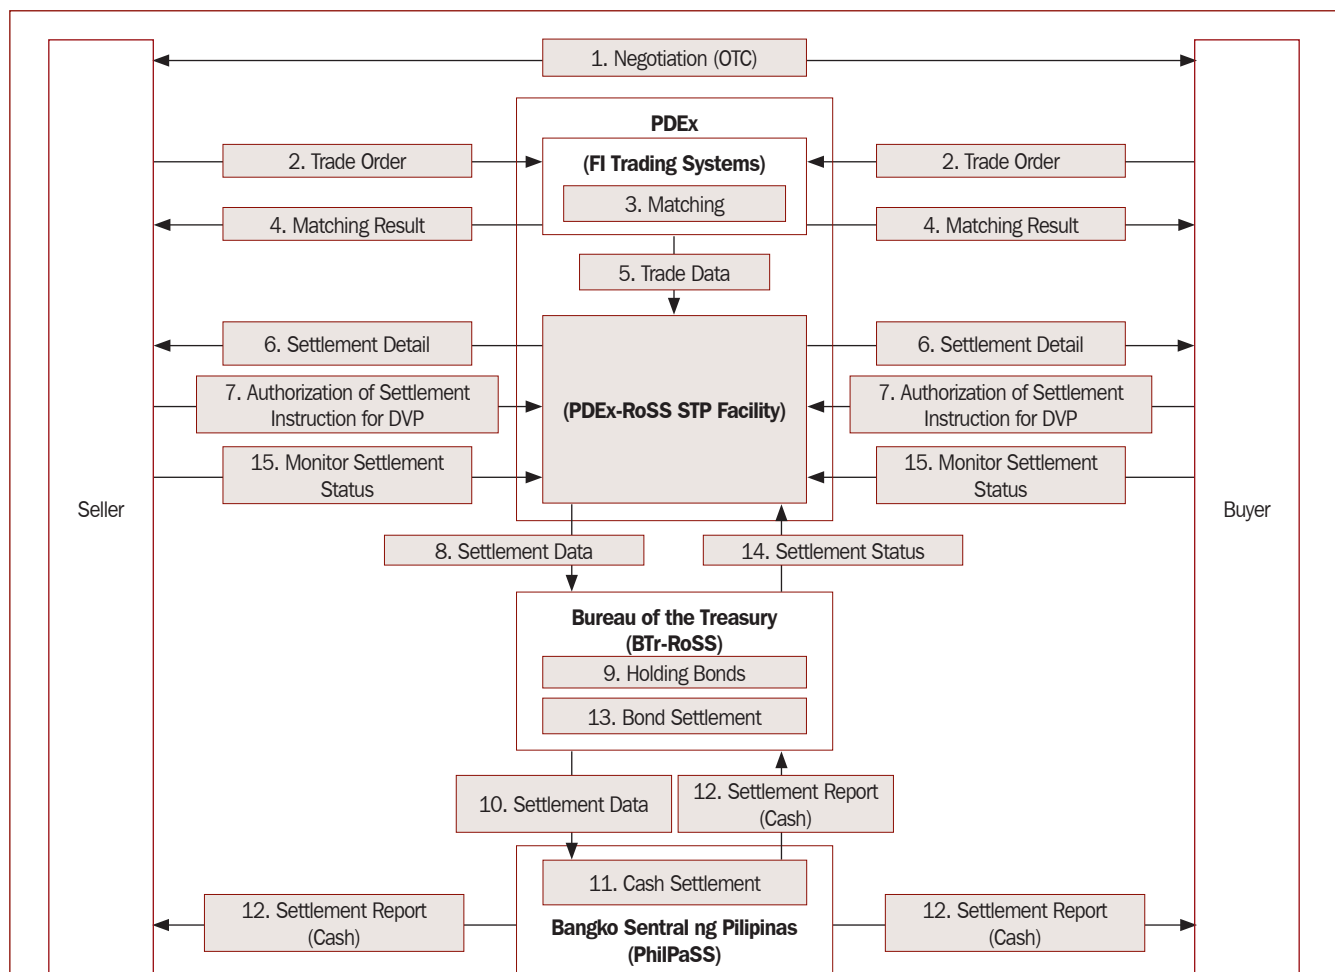 1. Negotiation (OTC)
PDEx
(FI Trading Systems)
2. Trade Order
2. Trade Order
3. Matching
4. Matching Result
4. Matching Result
5. Trade Data
6. Settlement Detail
6. Settlement Detail
7. Authorization of Settlement
Instruction for DVP
(PDEx-RoSS STP Facility)
7. Authorization of Settlement
Instruction for DVP
15. Monitor Settlement
Status
15. Monitor Settlement
Status
Seller
Buyer
8. Settlement Data
14. Settlement Status
Bureau of the Treasury
(BTr-RoSS)
9. Holding Bonds
13. Bond Settlement
10. Settlement Data
12. Settlement Report
(Cash)
11. Cash Settlement
12. Settlement Report
(Cash)
Bangko Sentral ng Pilipinas
(PhilPaSS)
12. Settlement Report
(Cash)